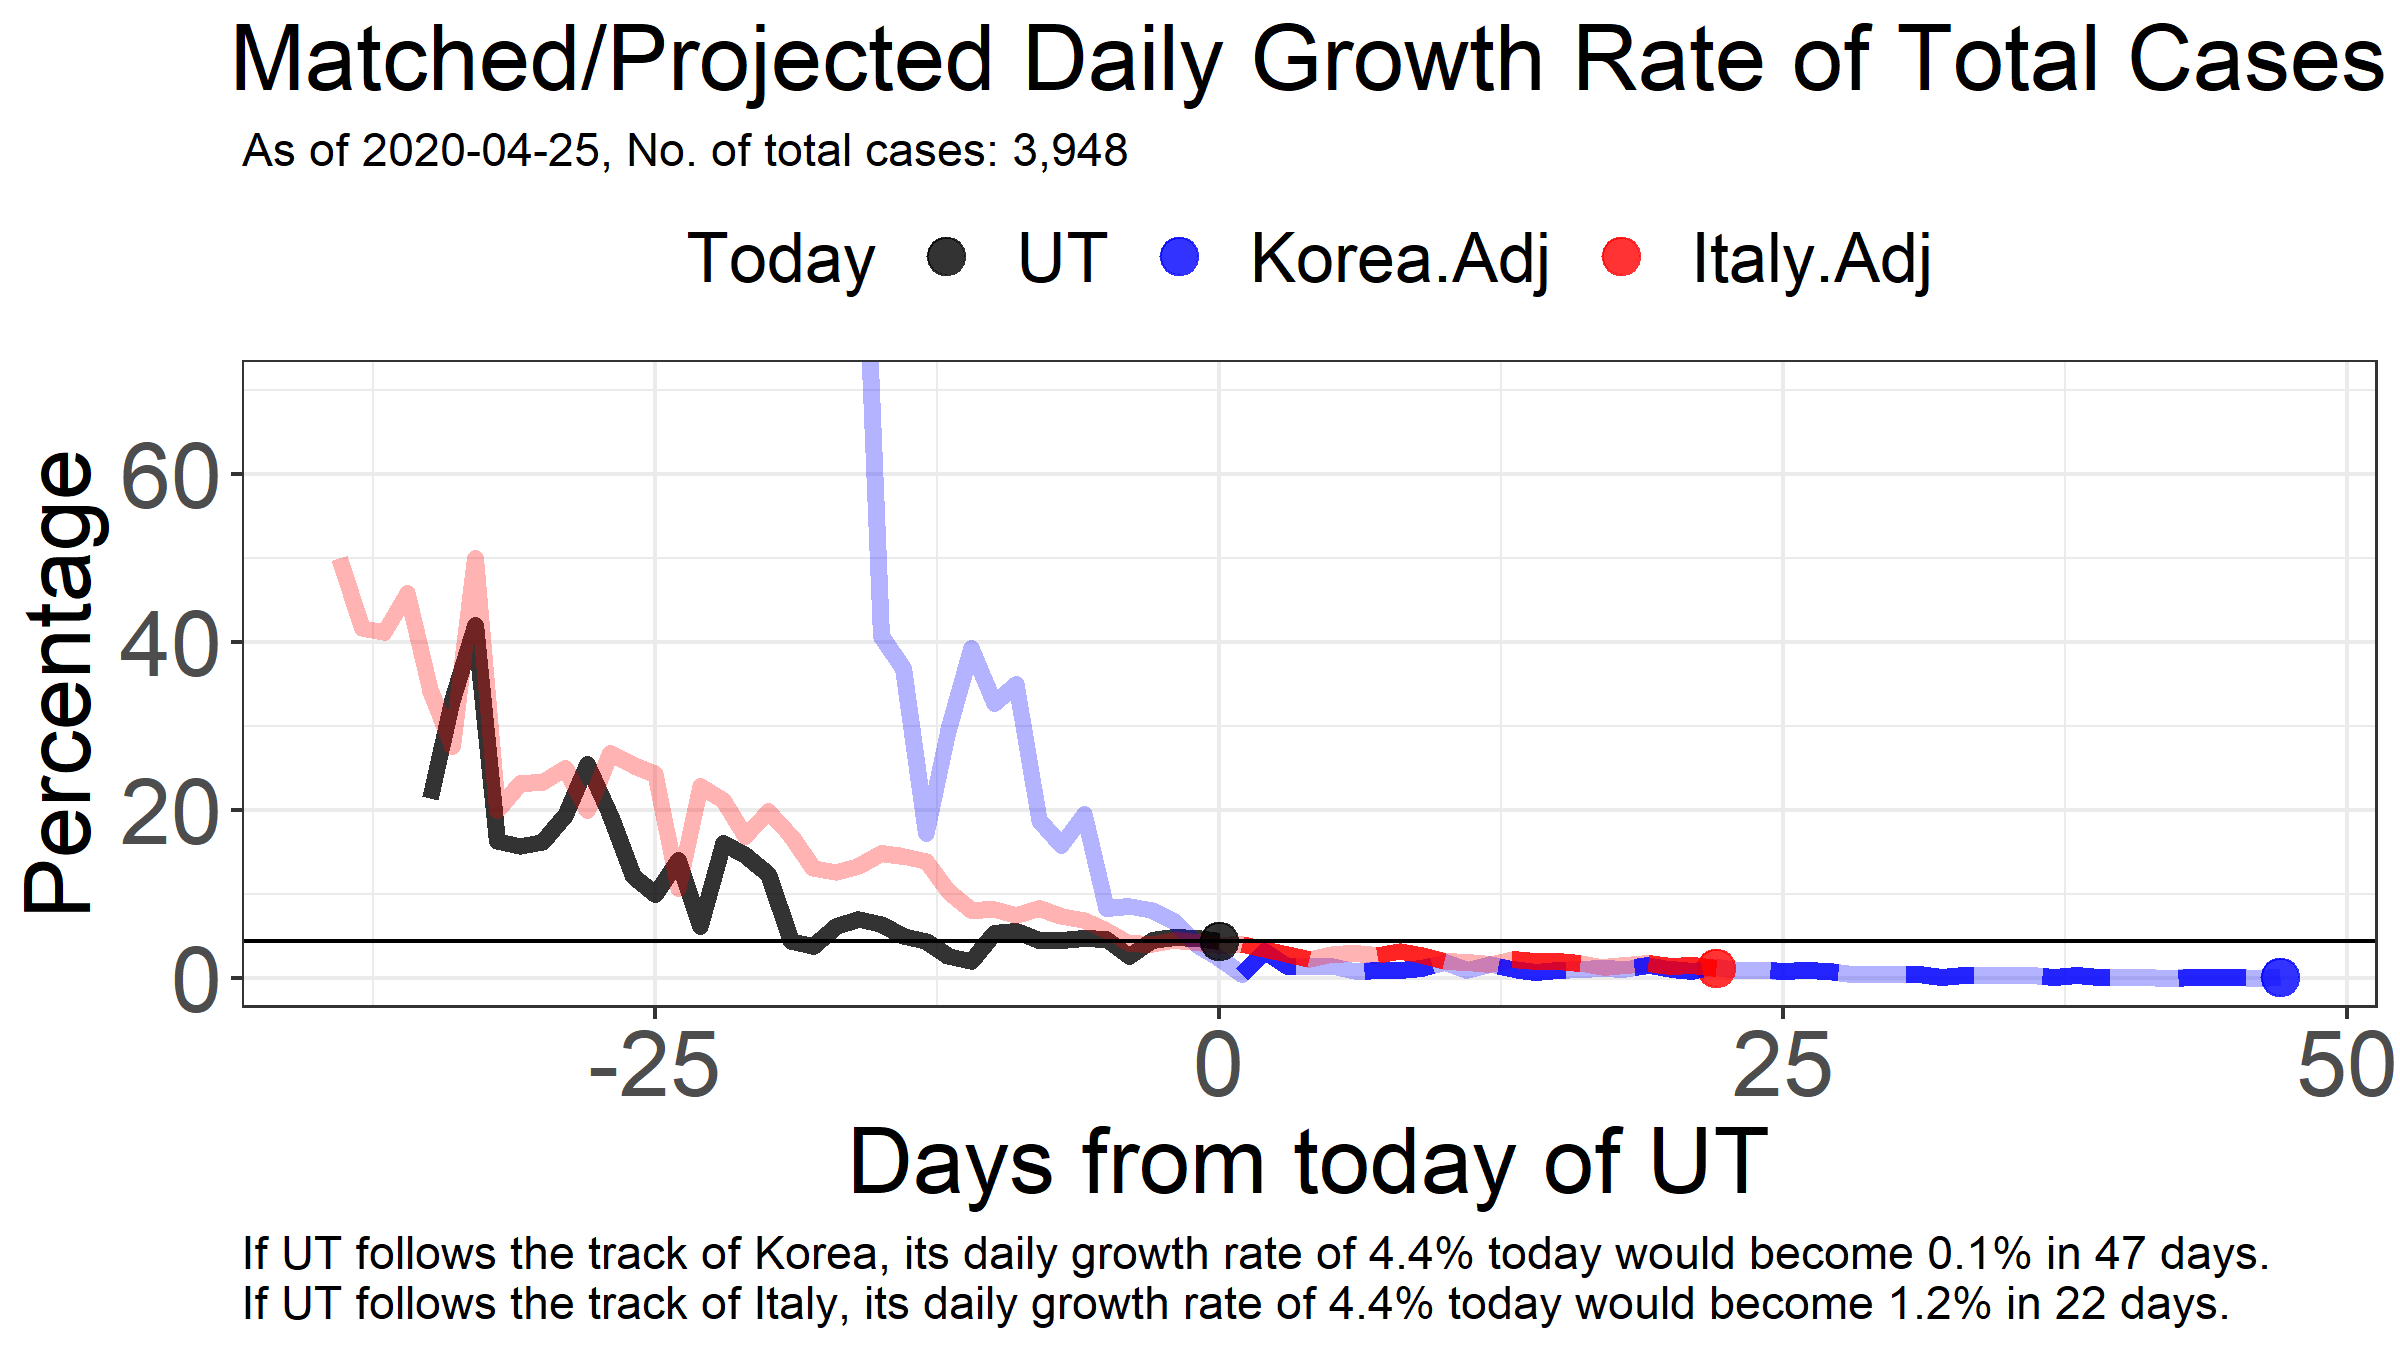 Matched/Projected Daily Growth Rate of Total Cases
As of 2020-04-25, No. of total cases: 3,948
Today UT Korea.Adj Italy.Adj
Percentage
60
40
20
0
-25 0 25 50
Days from today of UT
If UT follows the track of Korea, its daily growth rate of 4.4% today would become 0.1% in 47 days.
If UT follows the track of Italy, its daily growth rate of 4.4% today would become 1.2% in 22 days.